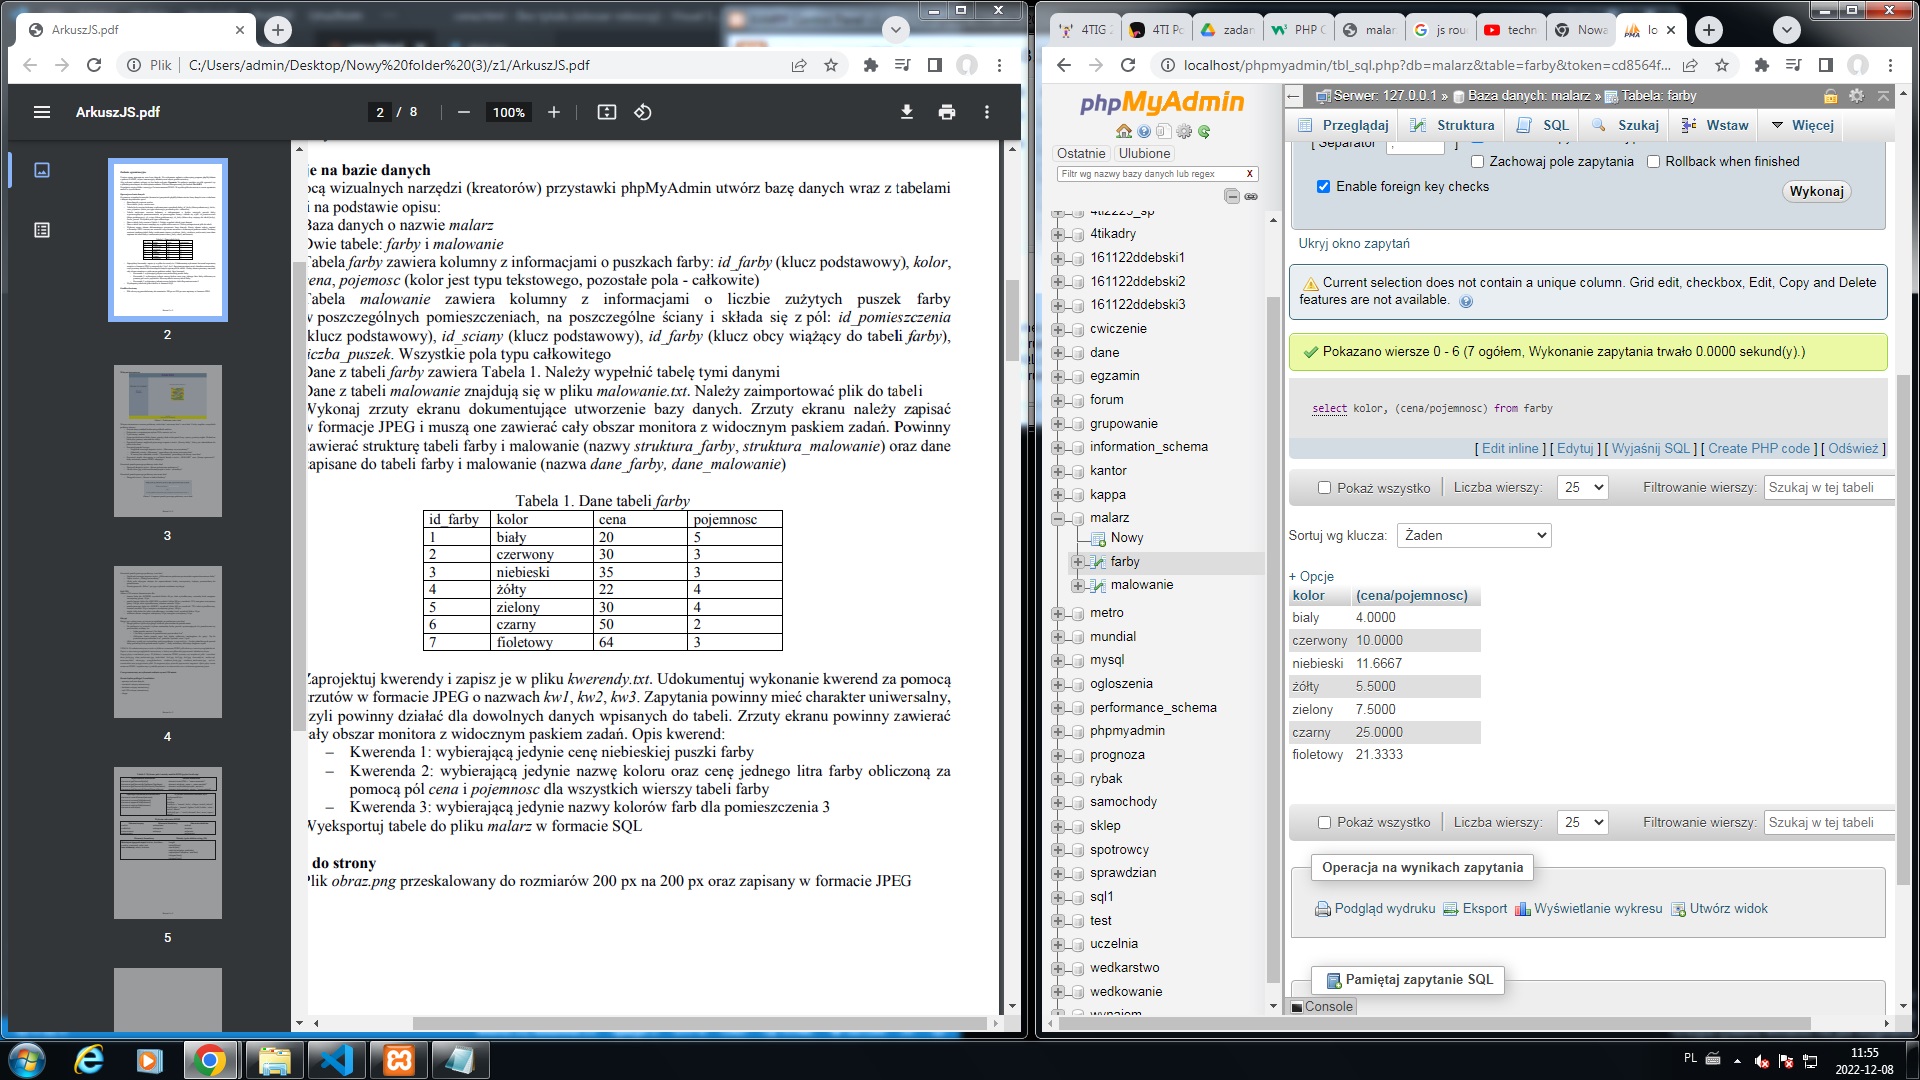 ArkuszJS.pdf
Plik
C:/Users/admin/Desktop/Nowy%20folder%20(3)/z1/ArkuszJS.pdf
ArkuszJS.pdf
2 / 8
100%
2
3
4
5
je na bazie danych
ocą wizualnych narzędzi (kreatorów) przystawki phpMyAdmin utwórz bazę danych wraz z tabelami
i na podstawie opisu:
Baza danych o nazwie malarz
Dwie tabele: farby i malowanie
Tabela farby zawiera kolumny z informacjami o puszkach farby: id_farby (klucz podstawowy), kolor,
cena, pojemosc (kolor jest typu tekstowego, pozostałe pola - całkowite)
Tabela malowanie zawiera kolumny z informacjami o liczbie zużytych puszek farby
w poszczególnych pomieszczeniach, na poszczególne ściany i składa się z pól: id_pomieszczenia
(klucz podstawowy), id_sciany (klucz podstawowy), id_farby (klucz obcy wiążący do tabeli farby),
liczba_puszek. Wszystkie pola typu całkowitego
Dane z tabeli farby zawiera Tabela 1. Należy wypełnić tabelę tymi danymi
Dane z tabeli malowanie znajdują się w pliku malowanie.txt. Należy zaimportować plik do tabeli
Wykonaj zrzuty ekranu dokumentujące utworzenie bazy danych. Zrzuty ekranu należy zapisać
w formacje JPEG i muszą one zawierać cały obszar monitora z widocznym paskiem zadań. Powinny
zawierać strukturę tabeli farby i malowanie (nazwy struktura_farby, struktura_malowanie) oraz dane
zapisane do tabeli farby i malowanie (nazwa dane_farby, dane_malowanie)
Tabela 1. Dane tabeli farby
id_farby kolor cena pojemnosc
1 biały 20 5
2 czerwony 30 3
3 niebieski 35 3
4 żółty 22 4
5 zielony 30 4
6 czarny 50 2
7 fioletowy 64 3
Zaprojektuj kwerendy i zapisz je w pliku kwerendy.txt. Udokumentuj wykonanie kwerend za pomocą
zrzutów w formacie JPEG o nazwach kw1, kw2, kw3. Zapytania powinny mieć charakter uniwersalny,
czyli powinny działać dla dowolnych danych wpisanych do tabeli. Zrzuty ekranu powinny zawierać
cały obszar monitora z widocznym paskiem zadań. Opis kwerend:
– Kwerenda 1: wybierającą jedynie cenę niebieskiej puszki farby
– Kwerenda 2: wybierającą jedynie nazwę koloru oraz cenę jednego litra farby obliczoną za
pomocą pól cena i pojemnosc dla wszystkich wierszy tabeli farby
– Kwerenda 3: wybierającą jedynie nazwy kolorów farb dla pomieszczenia 3
Wyeksportuj tabele do pliku malarz w formacie SQL
do strony
Plik obraz.png przeskalowany do rozmiarów 200 px na 200 px oraz zapisany w formacie JPEG
4TIG
4TI Po
zadan
PHP
malar
js rou
techn
Nowa
lo
localhost/phpmyadmin/tbl_sql.php?db=malarz&table=farby&token=cd8564f...
phpMyAdmin
Ostatnie Ulubione
Filtr wg nazwy bazy danych lub regex X
4ti2223_sp
4tikadry
161122ddebski1
161122ddebski2
161122ddebski3
cwiczenie
dane
egzamin
forum
grupowanie
information_schema
kantor
kappa
malarz
Nowy
farby
malowanie
metro
mundial
mysql
ogloszenia
performance_schema
phpmyadmin
prognoza
rybak
samochody
sklep
spotrowcy
sprawdzian
sql1
test
uczelnia
wedkarstwo
wedkowanie
wynajem
Serwer: 127.0.0.1 » Baza danych: malarz » Tabela: farby
Przeglądaj Struktura SQL Szukaj Wstaw Więcej
[ Separator ; ]
Zachowaj pole zapytania Rollback when finished
Enable foreign key checks
Wykonaj
Ukryj okno zapytań
Current selection does not contain a unique column. Grid edit, checkbox, Edit, Copy and Delete
features are not available.
Pokazano wiersze 0 - 6 (7 ogółem, Wykonanie zapytania trwało 0.0000 sekund(y).)
select kolor, (cena/pojemnosc) from farby
[ Edit inline ] [ Edytuj ] [ Wyjaśnij SQL ] [ Create PHP code ] [ Odśwież ]
Pokaż wszystko Liczba wierszy: 25 Filtrowanie wierszy: Szukaj w tej tabeli
Sortuj wg klucza: Żaden
+ Opcje
kolor (cena/pojemnosc)
bialy 4.0000
czerwony 10.0000
niebieski 11.6667
żółty 5.5000
zielony 7.5000
czarny 25.0000
fioletowy 21.3333
Pokaż wszystko Liczba wierszy: 25 Filtrowanie wierszy: Szukaj w tej tabeli
Operacja na wynikach zapytania
Podgląd wydruku Eksport Wyświetlanie wykresu Utwórz widok
Pamiętaj zapytanie SQL
Console
PL
11:55
2022-12-08